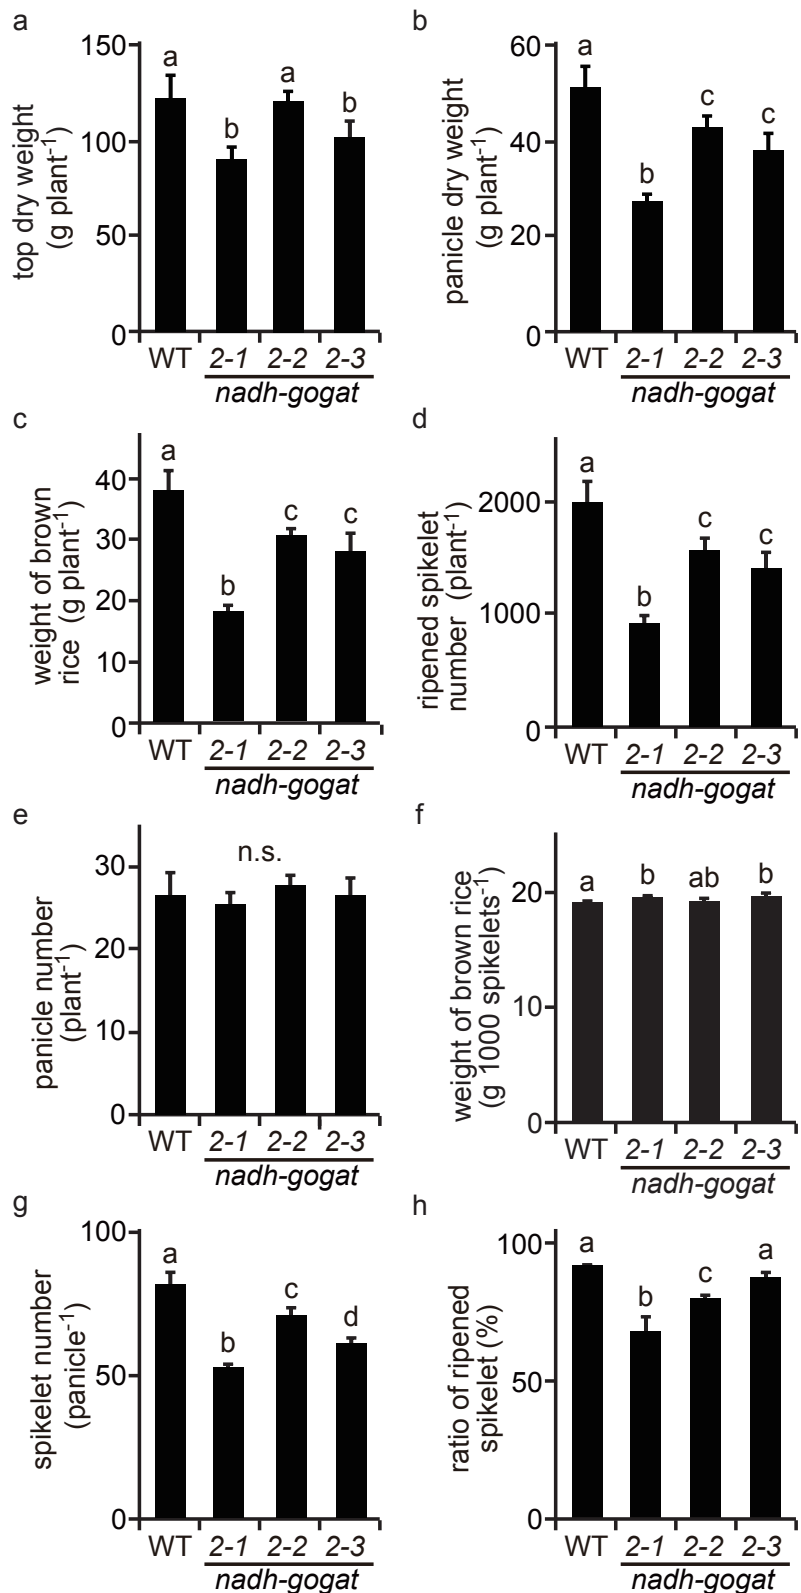 a
top dry weight
(g plant⁻¹)
150
100
50
0
a
b
a
b
WT 2-1 2-2 2-3
nadh-gogat
b
panicle dry weight
(g plant⁻¹)
60
40
20
0
a
b
c
c
WT 2-1 2-2 2-3
nadh-gogat
c
weight of brown
rice (g plant⁻¹)
40
30
20
10
0
a
b
c
c
WT 2-1 2-2 2-3
nadh-gogat
d
ripened spikelet
number (plant⁻¹)
2000
1000
0
a
b
c
c
WT 2-1 2-2 2-3
nadh-gogat
e
panicle number
(plant⁻¹)
30
20
10
0
n.s.
WT 2-1 2-2 2-3
nadh-gogat
f
weight of brown rice
(g 1000 spikelets⁻¹)
20
10
0
a
b
ab
b
WT 2-1 2-2 2-3
nadh-gogat
g
spikelet number
(panicle⁻¹)
100
50
0
a
b
c
d
WT 2-1 2-2 2-3
nadh-gogat
h
ratio of ripened
spikelet (%)
100
50
0
a
b
c
a
WT 2-1 2-2 2-3
nadh-gogat